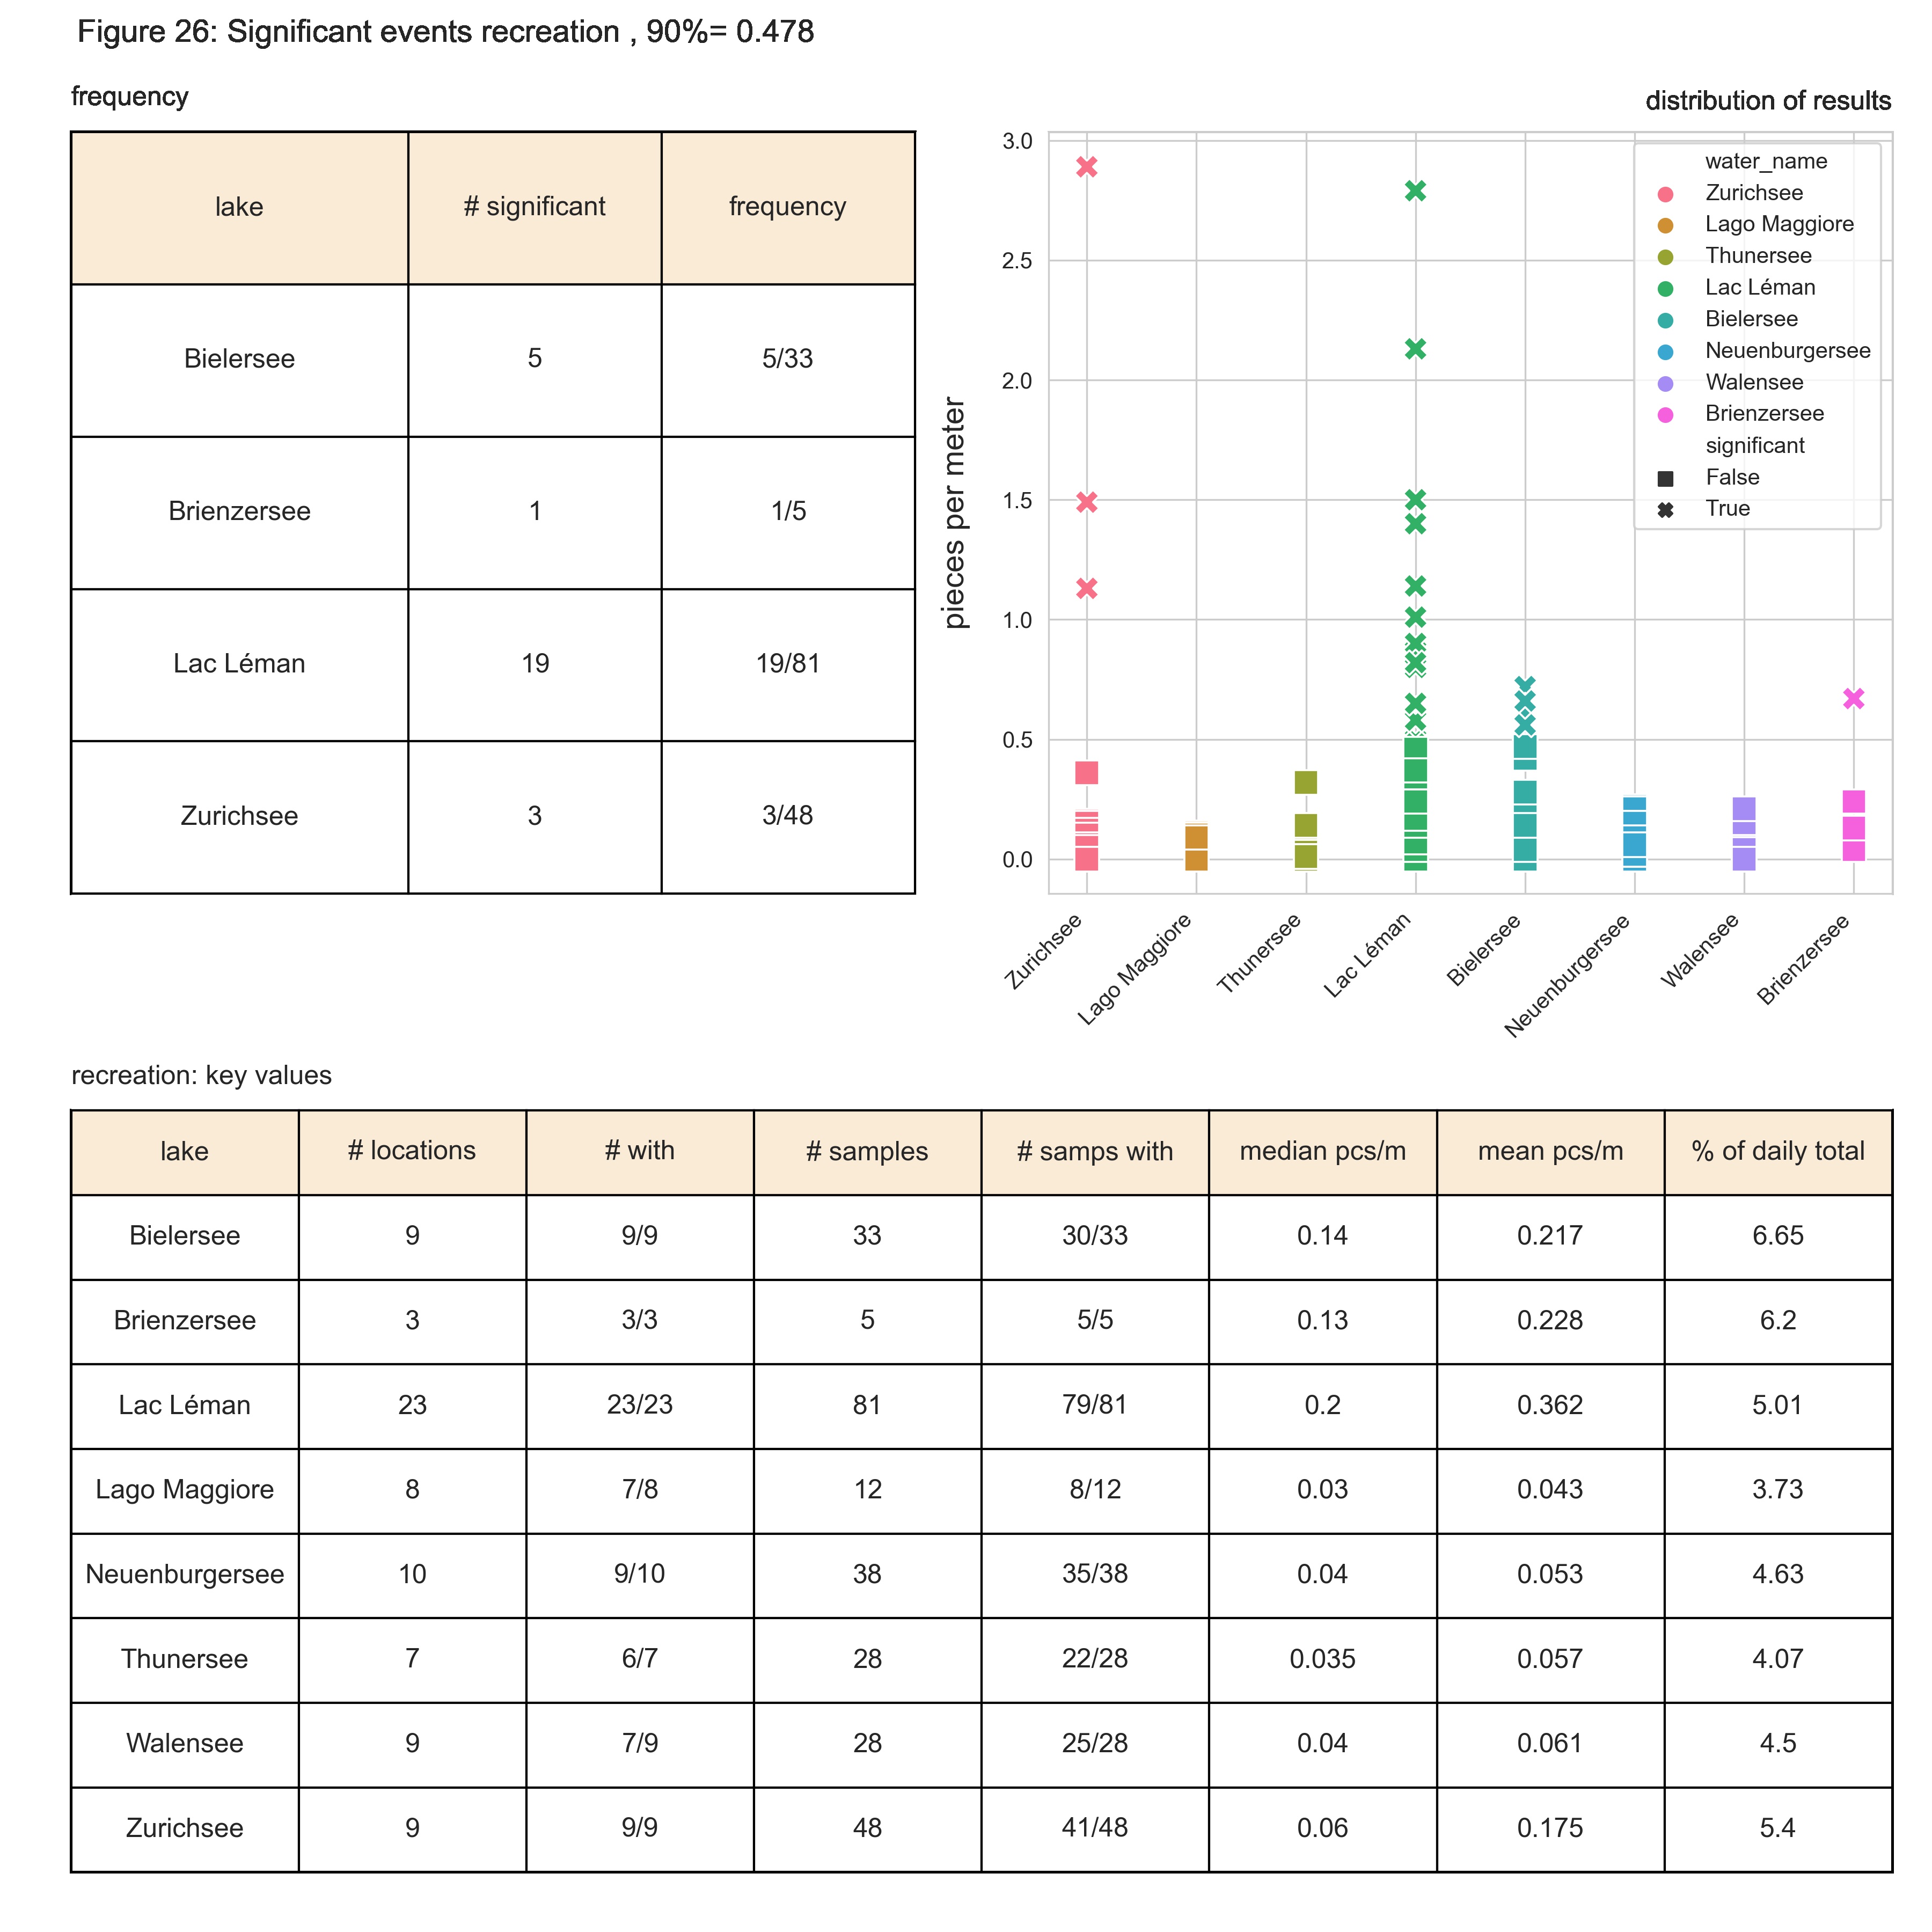 Figure 26: Significant events recreation , 90%= 0.478
frequency
lake # significant frequency
Bielersee 5 5/33
Brienzersee 1 1/5
Lac Léman 19 19/81
Zurichsee 3 3/48
distribution of results
pieces per meter
3.0
2.5
2.0
1.5
1.0
0.5
0.0
water_name
Zurichsee
Lago Maggiore
Thunersee
Lac Léman
Bielersee
Neuenburgersee
Walensee
Brienzersee
significant
False
True
Zurichsee
Lago Maggiore
Thunersee
Lac Léman
Bielersee
Neuenburgersee
Walensee
Brienzersee
recreation: key values
lake # locations # with # samples # samps with median pcs/m mean pcs/m % of daily total
Bielersee 9 9/9 33 30/33 0.14 0.217 6.65
Brienzersee 3 3/3 5 5/5 0.13 0.228 6.2
Lac Léman 23 23/23 81 79/81 0.2 0.362 5.01
Lago Maggiore 8 7/8 12 8/12 0.03 0.043 3.73
Neuenburgersee 10 9/10 38 35/38 0.04 0.053 4.63
Thunersee 7 6/7 28 22/28 0.035 0.057 4.07
Walensee 9 7/9 28 25/28 0.04 0.061 4.5
Zurichsee 9 9/9 48 41/48 0.06 0.175 5.4